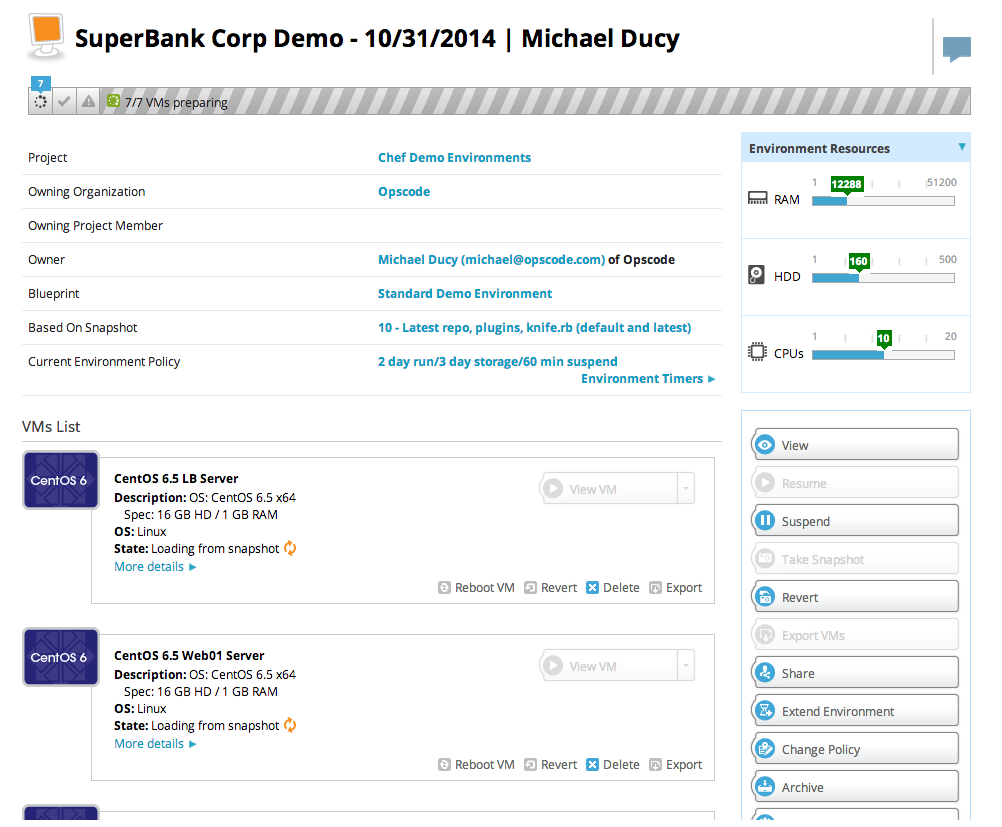 SuperBank Corp Demo - 10/31/2014 | Michael Ducy
7
7/7 VMs preparing
Project Chef Demo Environments
Owning Organization Opscode
Owning Project Member
Owner Michael Ducy (michael@opscode.com) of Opscode
Blueprint Standard Demo Environment
Based On Snapshot 10 - Latest repo, plugins, knife.rb (default and latest)
Current Environment Policy 2 day run/3 day storage/60 min suspend
Environment Timers ►
Environment Resources
RAM 1 12288 51200
HDD 1 160 500
CPUs 1 10 20
VMs List
CentOS 6
CentOS 6.5 LB Server
Description: OS: CentOS 6.5 x64
Spec: 16 GB HD / 1 GB RAM
OS: Linux
State: Loading from snapshot
More details ►
View VM
Reboot VM Revert Delete Export
CentOS 6
CentOS 6.5 Web01 Server
Description: OS: CentOS 6.5 x64
Spec: 16 GB HD / 1 GB RAM
OS: Linux
State: Loading from snapshot
More details ►
View VM
Reboot VM Revert Delete Export
View
Resume
Suspend
Take Snapshot
Revert
Export VMs
Share
Extend Environment
Change Policy
Archive